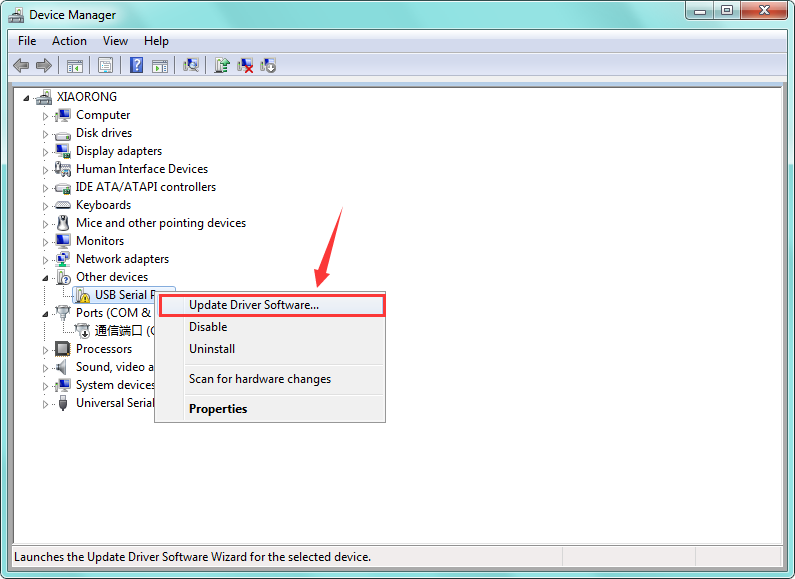 Device Manager
File Action View Help
XIAORONG
Computer
Disk drives
Display adapters
Human Interface Devices
IDE ATA/ATAPI controllers
Keyboards
Mice and other pointing devices
Monitors
Network adapters
Other devices
USB Serial
Update Driver Software...
Ports (COM &
Disable
通信端口 (
Processors
Uninstall
Sound, video
Scan for hardware changes
System devices
Universal Serial
Properties
Launches the Update Driver Software Wizard for the selected device.